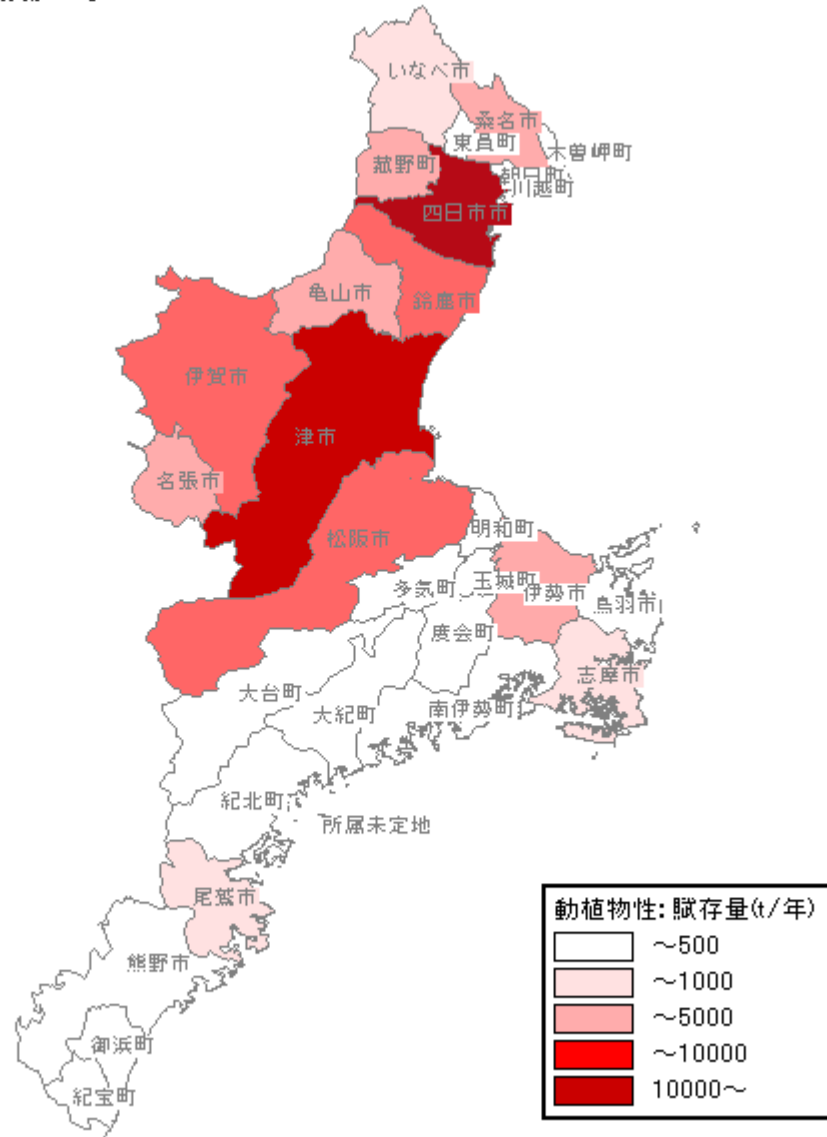 いなべ市
桑名市
東員町
木曽岬町
菰野町
朝日町
川越町
四日市市
亀山市
鈴鹿市
伊賀市
津市
名張市
松阪市
明和町
多気町
玉城町
伊勢市
鳥羽市
度会町
志摩市
大台町
大紀町
南伊勢町
紀北町
所属未定地
尾鷲市
熊野市
御浜町
紀宝町
動植物性:賦存量(t/年)
～500
～1000
～5000
～10000
10000～